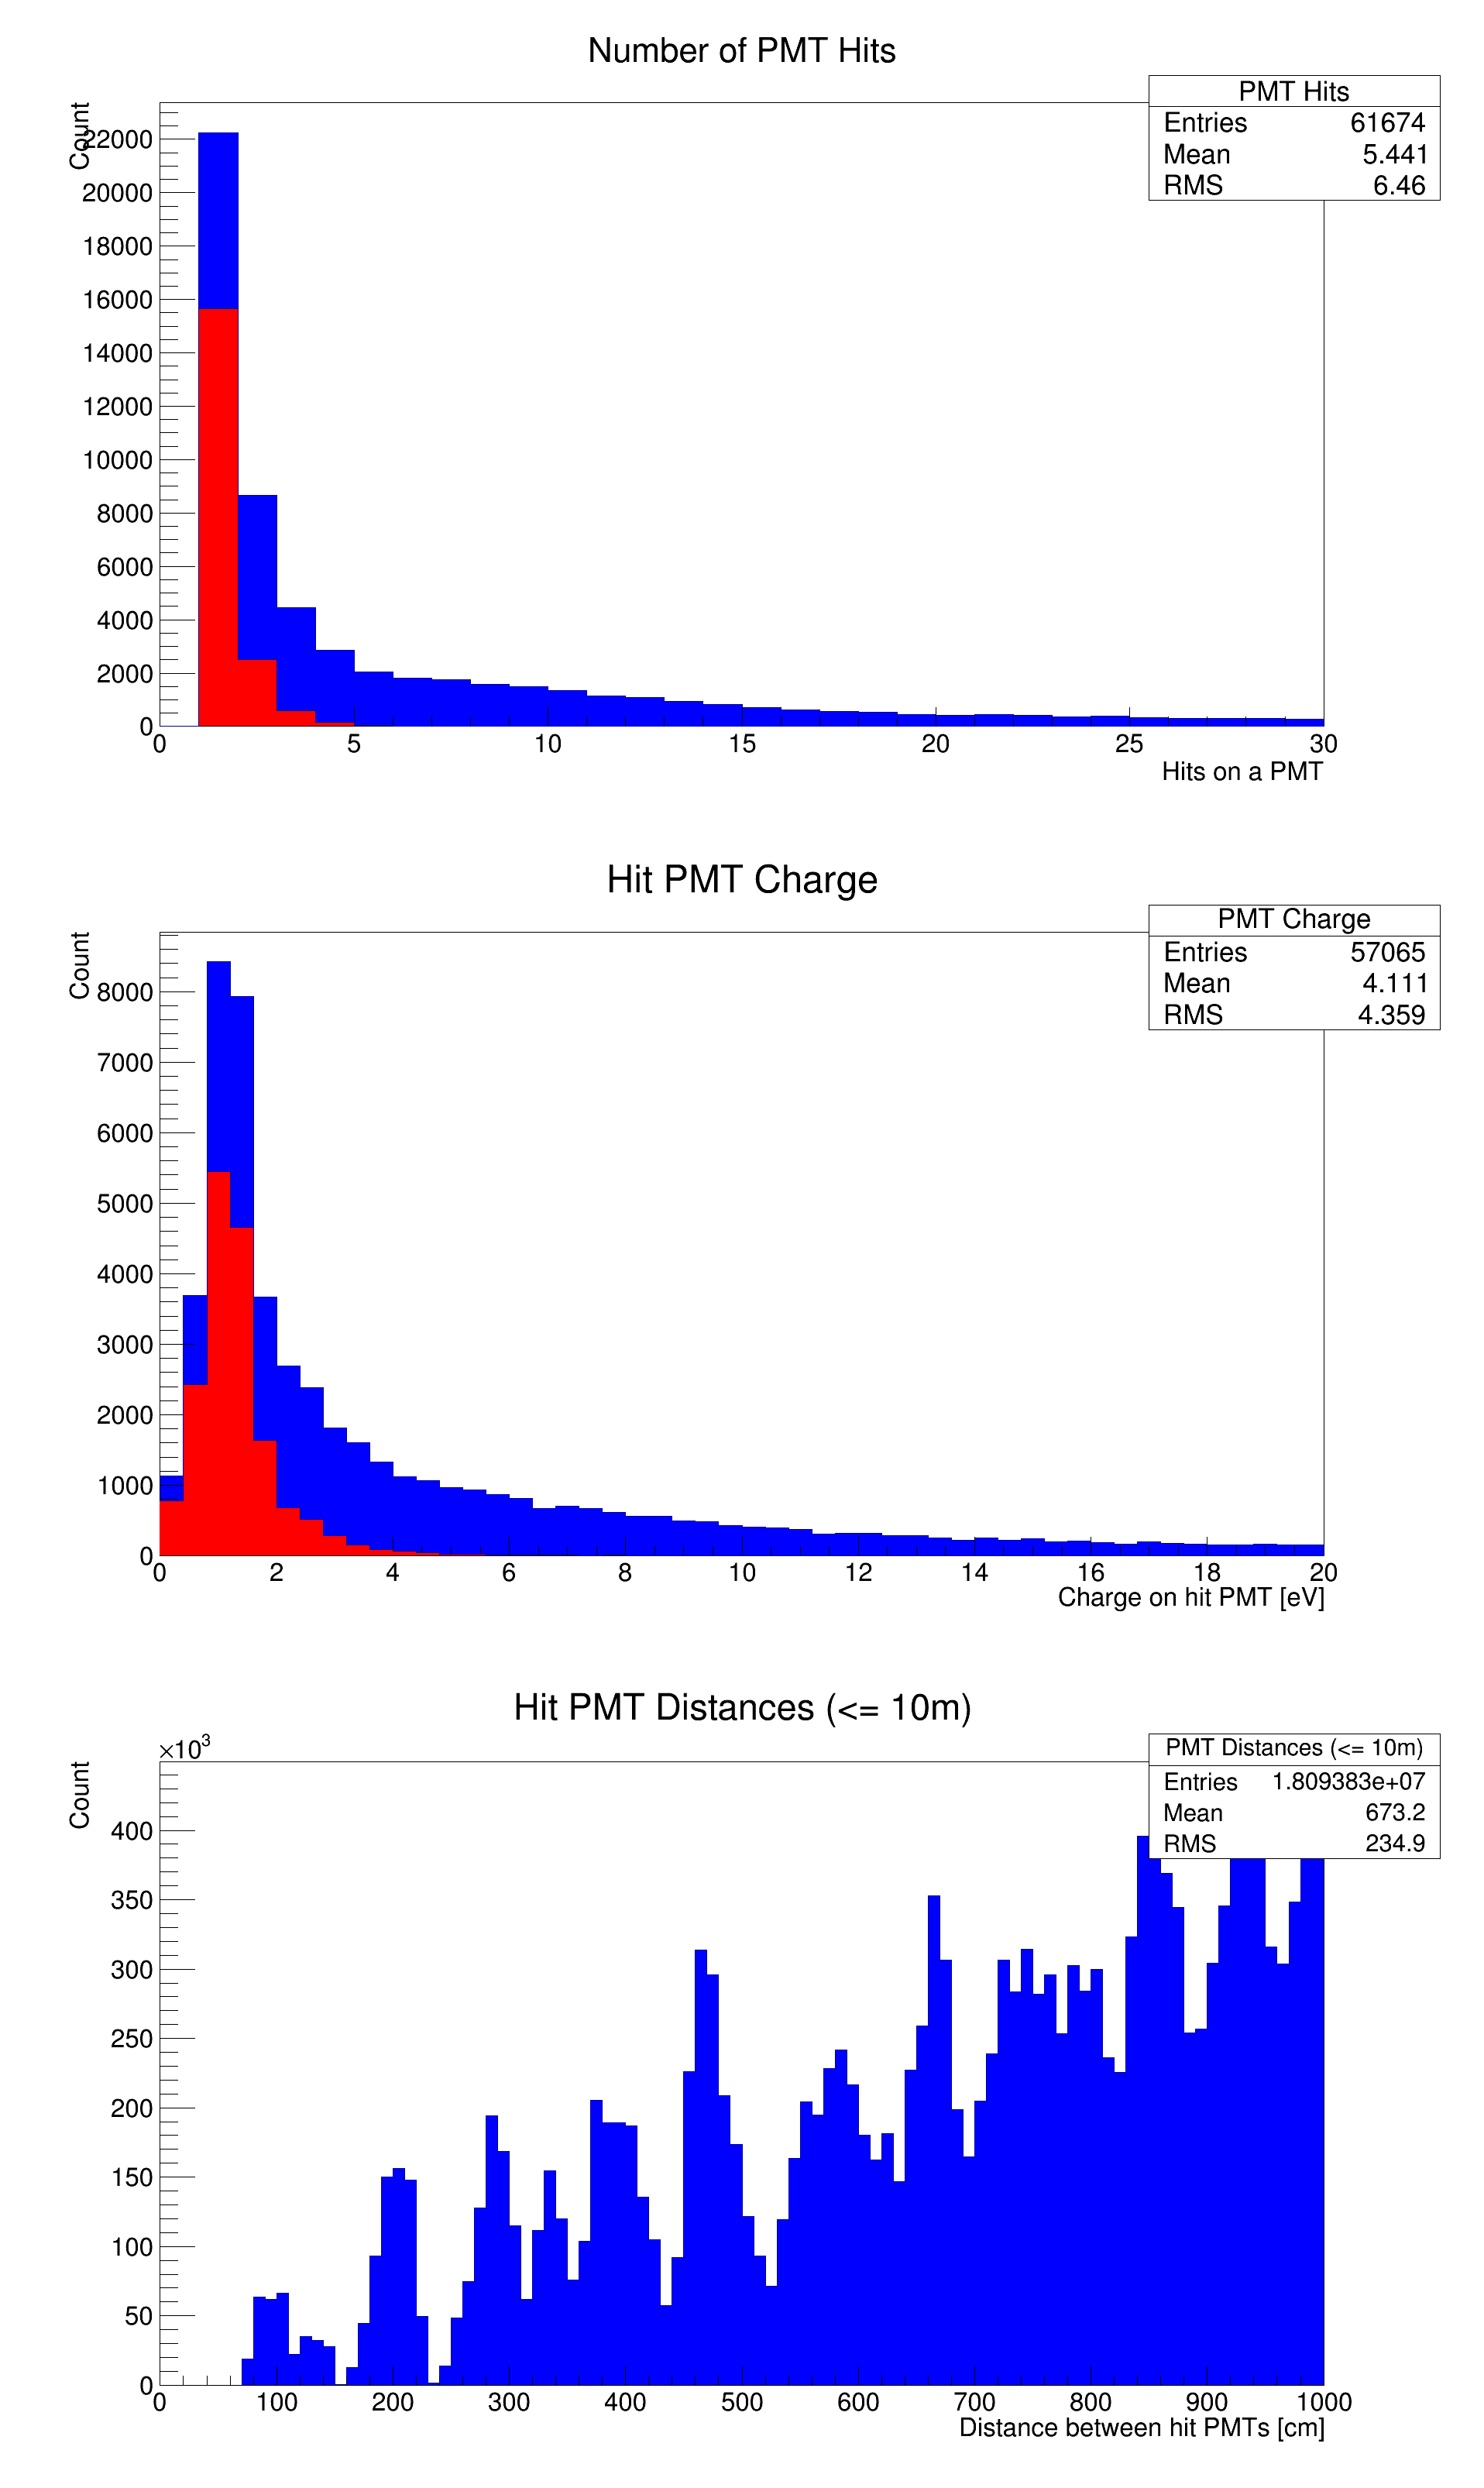 Number of PMT Hits
PMT Hits
Entries 61674
Mean 5.441
RMS 6.46
Count
22000
20000
18000
16000
14000
12000
10000
8000
6000
4000
2000
0
0 5 10 15 20 25 30
Hits on a PMT
Hit PMT Charge
PMT Charge
Entries 57065
Mean 4.111
RMS 4.359
Count
8000
7000
6000
5000
4000
3000
2000
1000
0
0 2 4 6 8 10 12 14 16 18 20
Charge on hit PMT [eV]
Hit PMT Distances (<= 10m)
×10³
PMT Distances (<= 10m)
Entries 1.809383e+07
Mean 673.2
RMS 234.9
Count
400
350
300
250
200
150
100
50
0
0 100 200 300 400 500 600 700 800 900 1000
Distance between hit PMTs [cm]